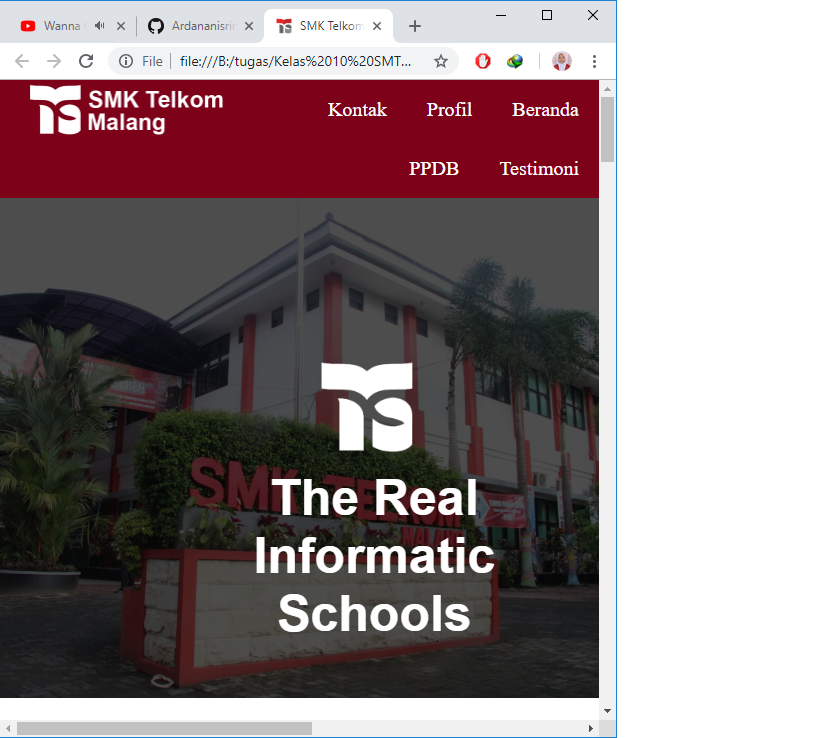 Wanna
Ardananisri
SMK Telkom
File
file:///B:/tugas/Kelas%2010%20SMT...
SMK Telkom
Malang
Kontak
Profil
Beranda
PPDB
Testimoni
SMK TELKOM
MALANG
The Real
Informatic
Schools